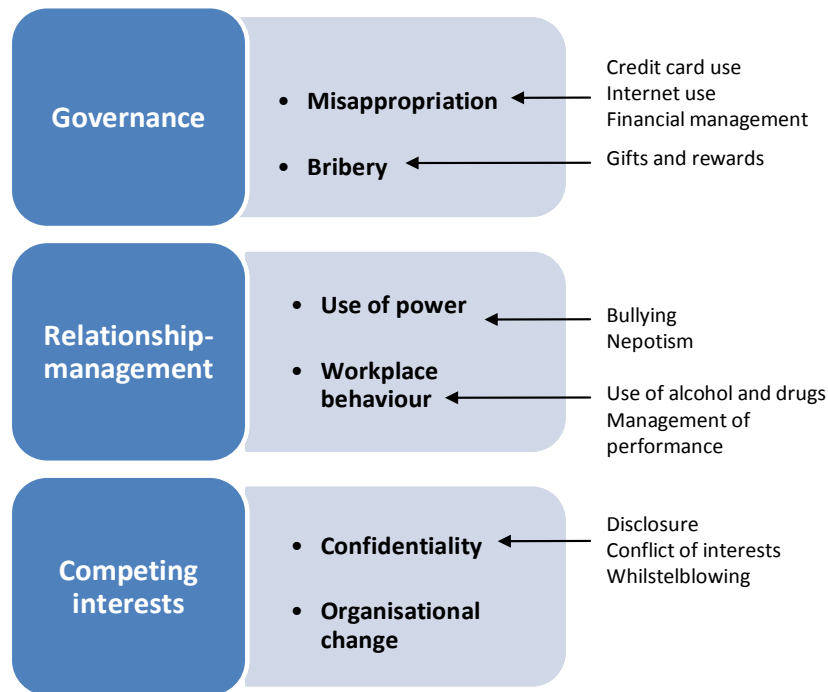 Governance
• Misappropriation
Credit card use
Internet use
Financial management
• Bribery
Gifts and rewards
Relationship-
management
• Use of power
Bullying
Nepotism
• Workplace
behaviour
Use of alcohol and drugs
Management of
performance
Competing
interests
• Confidentiality
Disclosure
Conflict of interests
Whilstelblowing
• Organisational
change